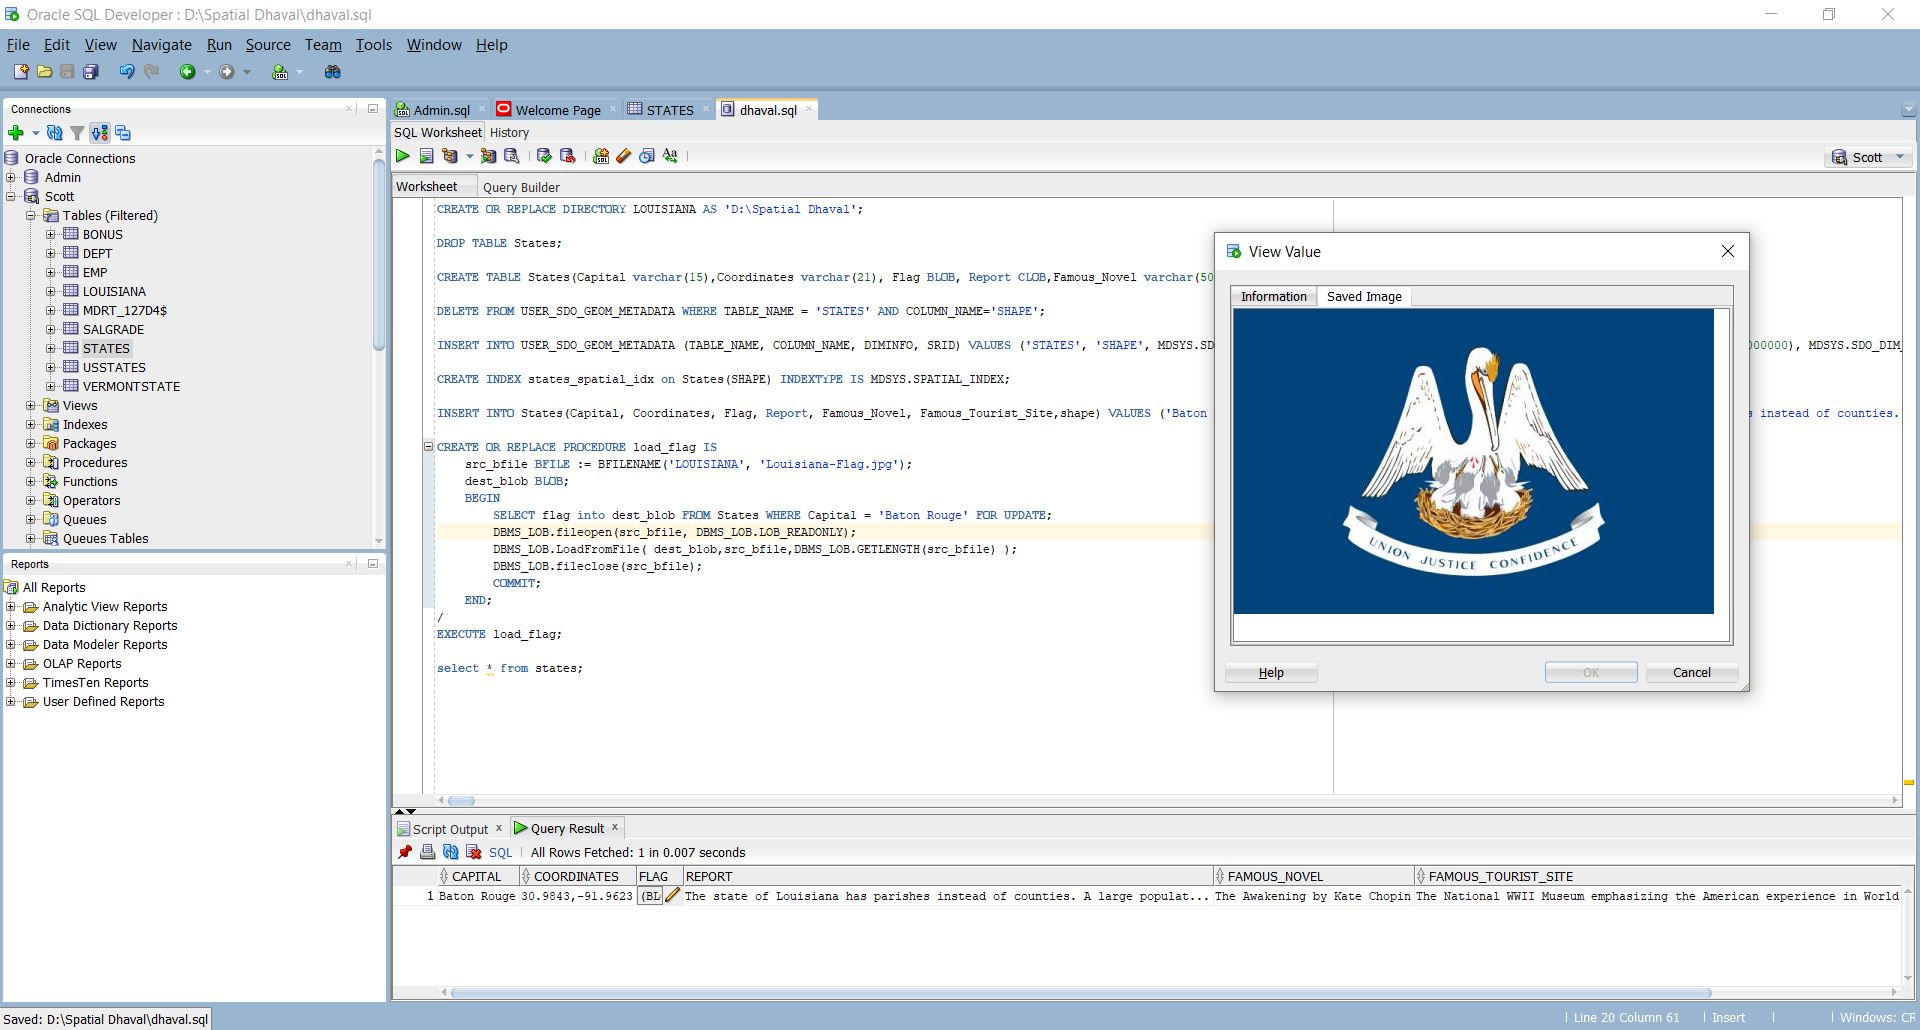 Oracle SQL Developer : D:\Spatial Dhaval\dhaval.sql
File Edit View Navigate Run Source Team Tools Window Help
Connections
Oracle Connections
Admin
Scott
Tables (Filtered)
BONUS
DEPT
EMP
LOUISIANA
MDRT_127D4$
SALGRADE
STATES
USSTATES
VERMONTSTATE
Views
Indexes
Packages
Procedures
Functions
Operators
Queues
Queues Tables
Reports
All Reports
Analytic View Reports
Data Dictionary Reports
Data Modeler Reports
OLAP Reports
TimesTen Reports
User Defined Reports
Admin.sql Welcome Page STATES dhaval.sql
SQL Worksheet History
Aa
Scott
Worksheet Query Builder
CREATE OR REPLACE DIRECTORY LOUISIANA AS 'D:\Spatial Dhaval';
DROP TABLE States;
CREATE TABLE States(Capital varchar(15),Coordinates varchar(21), Flag BLOB, Report CLOB,Famous_Novel varchar(50
DELETE FROM USER_SDO_GEOM_METADATA WHERE TABLE_NAME = 'STATES' AND COLUMN_NAME='SHAPE';
INSERT INTO USER_SDO_GEOM_METADATA (TABLE_NAME, COLUMN_NAME, DIMINFO, SRID) VALUES ('STATES', 'SHAPE', MDSYS.SD 000000), MDSYS.SDO_DIM_
CREATE INDEX states_spatial_idx on States(SHAPE) INDEXTYPE IS MDSYS.SPATIAL_INDEX;
INSERT INTO States(Capital, Coordinates, Flag, Report, Famous_Novel, Famous_Tourist_Site,shape) VALUES ('Baton s instead of counties.
CREATE OR REPLACE PROCEDURE load_flag IS
src_bfile BFILE := BFILENAME('LOUISIANA', 'Louisiana-Flag.jpg');
dest_blob BLOB;
BEGIN
SELECT flag into dest_blob FROM States WHERE Capital = 'Baton Rouge' FOR UPDATE;
DBMS_LOB.fileopen(src_bfile, DBMS_LOB.LOB_READONLY);
DBMS_LOB.LoadFromFile( dest_blob,src_bfile,DBMS_LOB.GETLENGTH(src_bfile) );
DBMS_LOB.fileclose(src_bfile);
COMMIT;
END;
/
EXECUTE load_flag;
select * from states;
View Value
Information Saved Image
UNION JUSTICE CONFIDENCE
Help OK Cancel
Script Output Query Result
SQL All Rows Fetched: 1 in 0.007 seconds
CAPITAL COORDINATES FLAG REPORT FAMOUS_NOVEL FAMOUS_TOURIST_SITE
1 Baton Rouge 30.9843,-91.9623 (BL The state of Louisiana has parishes instead of counties. A large populat... The Awakening by Kate Chopin The National WWII Museum emphasizing the American experience in World
Saved: D:\Spatial Dhaval\dhaval.sql
Line 20 Column 61 Insert Windows: CR